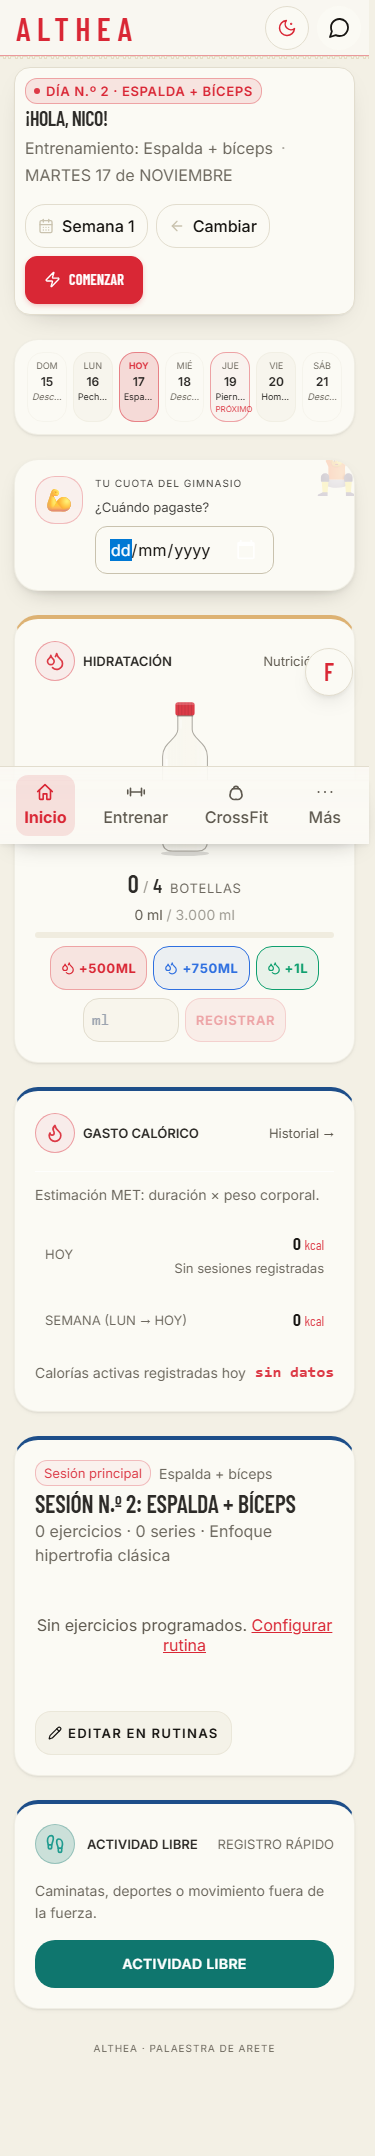 ALTHEA
DÍA N.º 2 · ESPALDA + BÍCEPS
¡HOLA, NICO!
Entrenamiento: Espalda + bíceps ·
MARTES 17 de NOVIEMBRE
Semana 1
Cambiar
COMENZAR
DOM LUN HOY MIÉ JUE VIE SÁB
15 16 17 18 19 20 21
Desc... Pech... Espa... Desc... Piern... Hom... Desc...
PRÓXIMO
TU CUOTA DEL GIMNASIO
¿Cuándo pagaste?
dd/mm/yyyy
HIDRATACIÓN
F
Inicio Entrenar CrossFit Más
0 / 4 BOTELLAS
0 ml / 3.000 ml
+500ML +750ML +1L
ml REGISTRAR
GASTO CALÓRICO Historial →
Estimación MET: duración × peso corporal.
HOY 0 kcal
Sin sesiones registradas
SEMANA (LUN → HOY) 0 kcal
Calorías activas registradas hoy sin datos
Sesión principal Espalda + bíceps
SESIÓN N.º 2: ESPALDA + BÍCEPS
0 ejercicios · 0 series · Enfoque
hipertrofia clásica
Sin ejercicios programados. Configurar
rutina
EDITAR EN RUTINAS
ACTIVIDAD LIBRE REGISTRO RÁPIDO
Caminatas, deportes o movimiento fuera de
la fuerza.
ACTIVIDAD LIBRE
ALTHEA · PALAESTRA DE ARETE